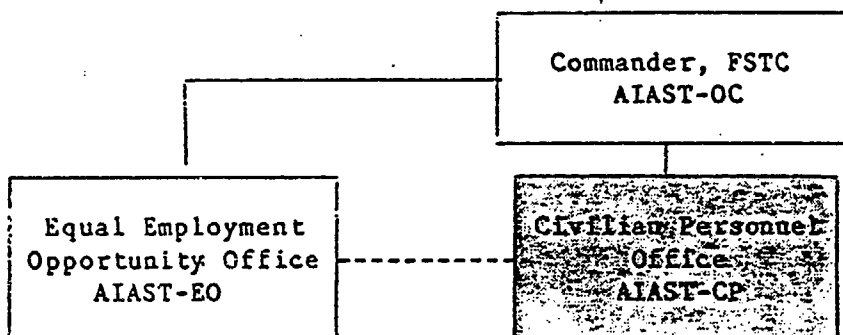 Commander, FSTC
AIAST-OC
Equal Employment
Opportunity Office
AIAST-EO
Civilian Personnel
Office
AIAST-CP